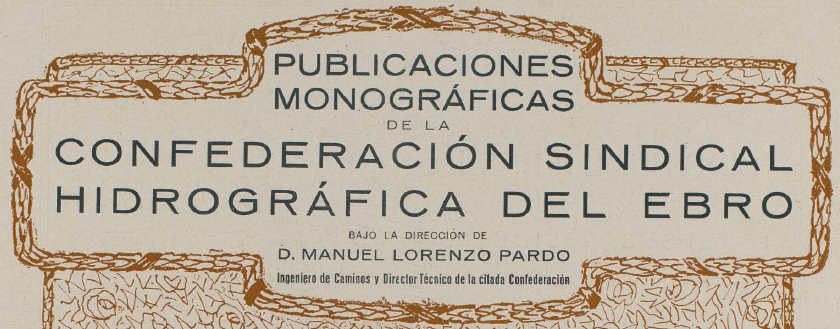 PUBLICACIONES
MONOGRÁFICAS
DE LA
CONFEDERACIÓN SINDICAL
HIDROGRÁFICA DEL EBRO
BAJO LA DIRECCIÓN DE
D. MANUEL LORENZO PARDO
Ingeniero de Caminos y Director Técnico de la citada Confederación